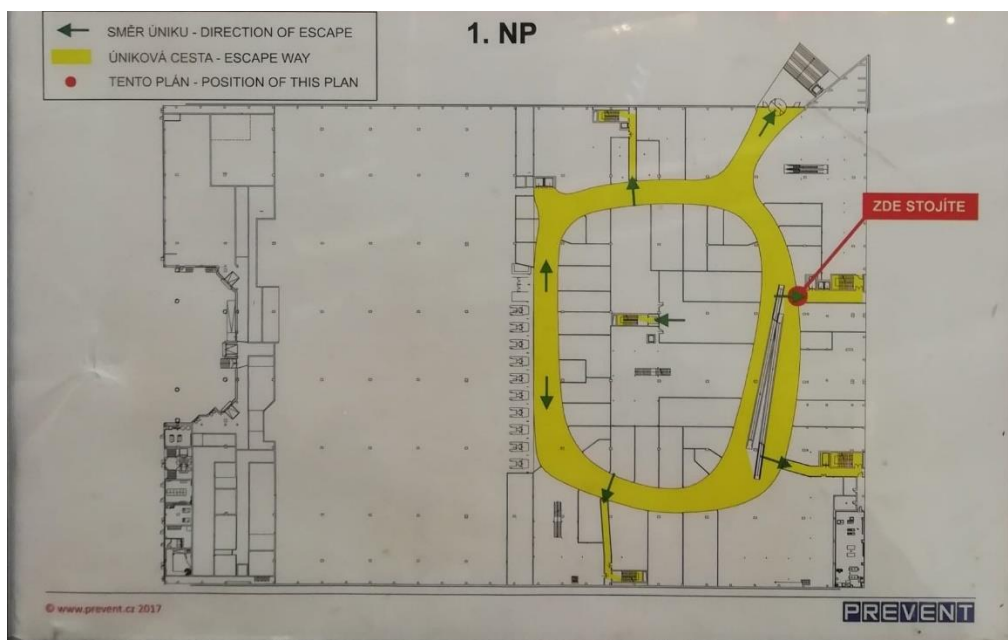 SMĚR ÚNIKU - DIRECTION OF ESCAPE
ÚNIKOVÁ CESTA - ESCAPE WAY
TENTO PLÁN - POSITION OF THIS PLAN
1. NP
ZDE STOJÍTE
© www.prevent.cz 2017
PREVENT